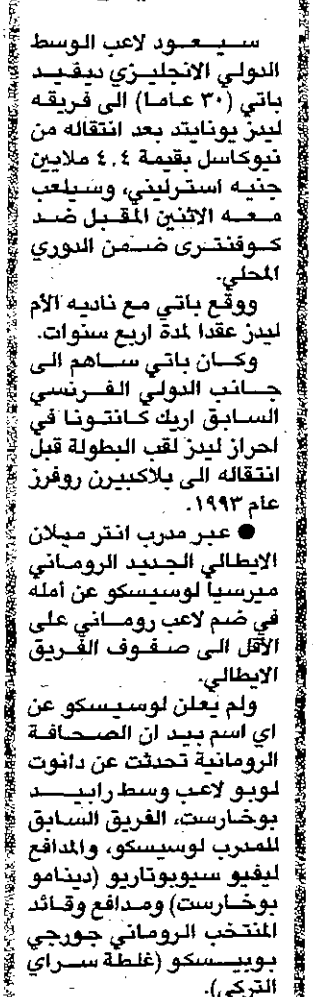 سيعود لاعب الوسط
الدولي الانجليزي ديفيد
باتي (٣٠ عاما) الى فريقه
ليدز يونايتد بعد انتقاله من
نيوكاسل بقيمة ٤,٤ ملايين
جنيه استرليني، وسيلعب
معه الاثنين المقبل ضد
كوفنترى ضمن الدوري
المحلي.
ووقع باتي مع ناديه الأم
ليدز عقدا لمدة اربع سنوات.
وكان باتي ساهم الى
جانب الدولي الفرنسي
السابق اريك كانتونا في
احراز ليدز لقب البطولة قبل
انتقاله الى بلاكبيرن روفرز
عام ١٩٩٣.
● عبر مدرب انتر ميلان
الايطالي الجديد الروماني
ميرسيا لوسيسكو عن أمله
في ضم لاعب روماني على
الأقل الى صفوف الفريق
الايطالي.
ولم يعلن لوسيسكو عن
اي اسم بيد ان الصحافة
الرومانية تحدثت عن دانوت
لوبو لاعب وسط رابيد
بوخارست، الفريق السابق
للمدرب لوسيسكو، والمدافع
ليفيو سيوبوتاريو (دينامو
بوخارست) ومدافع وقائد
المنتخب الروماني جورجي
بوبيسكو (غلطة سراي
التركي).